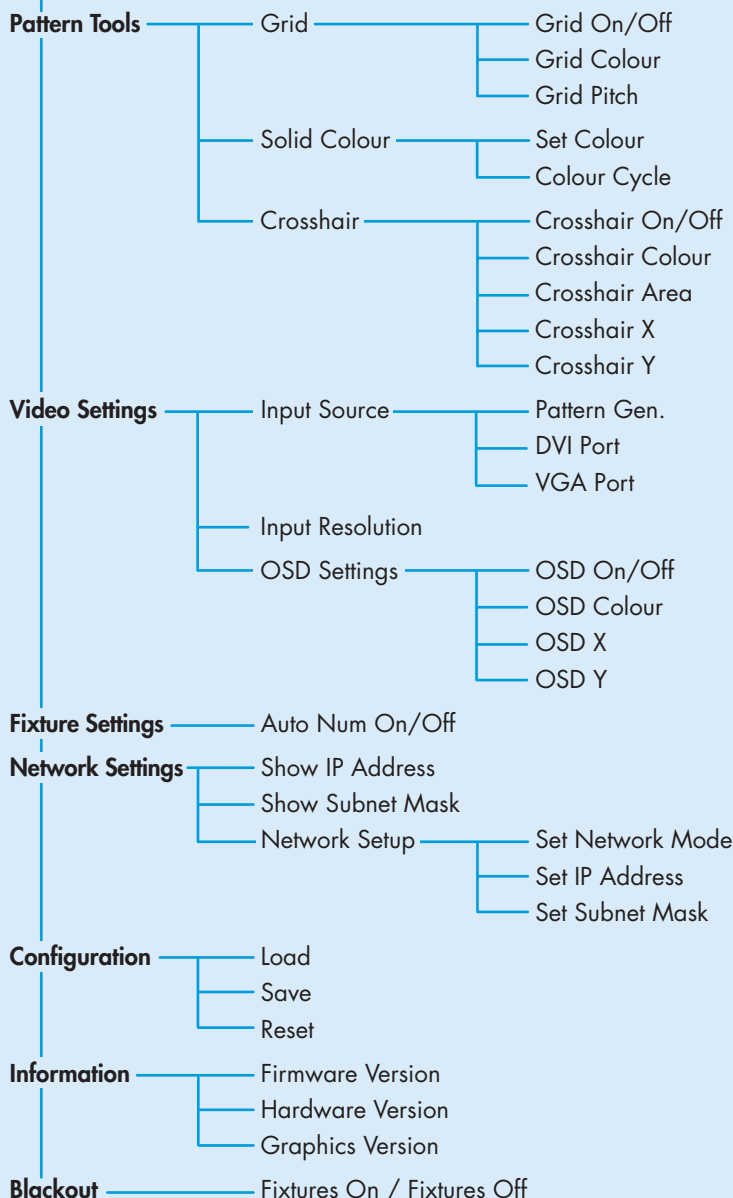 Pattern Tools Grid Grid On/Off
Grid Colour
Grid Pitch
Solid Colour Set Colour
Colour Cycle
Crosshair Crosshair On/Off
Crosshair Colour
Crosshair Area
Crosshair X
Crosshair Y
Video Settings Input Source Pattern Gen.
DVI Port
VGA Port
Input Resolution
OSD Settings OSD On/Off
OSD Colour
OSD X
OSD Y
Fixture Settings Auto Num On/Off
Network Settings Show IP Address
Show Subnet Mask
Network Setup Set Network Mode
Set IP Address
Set Subnet Mask
Configuration Load
Save
Reset
Information Firmware Version
Hardware Version
Graphics Version
Blackout Fixtures On / Fixtures Off